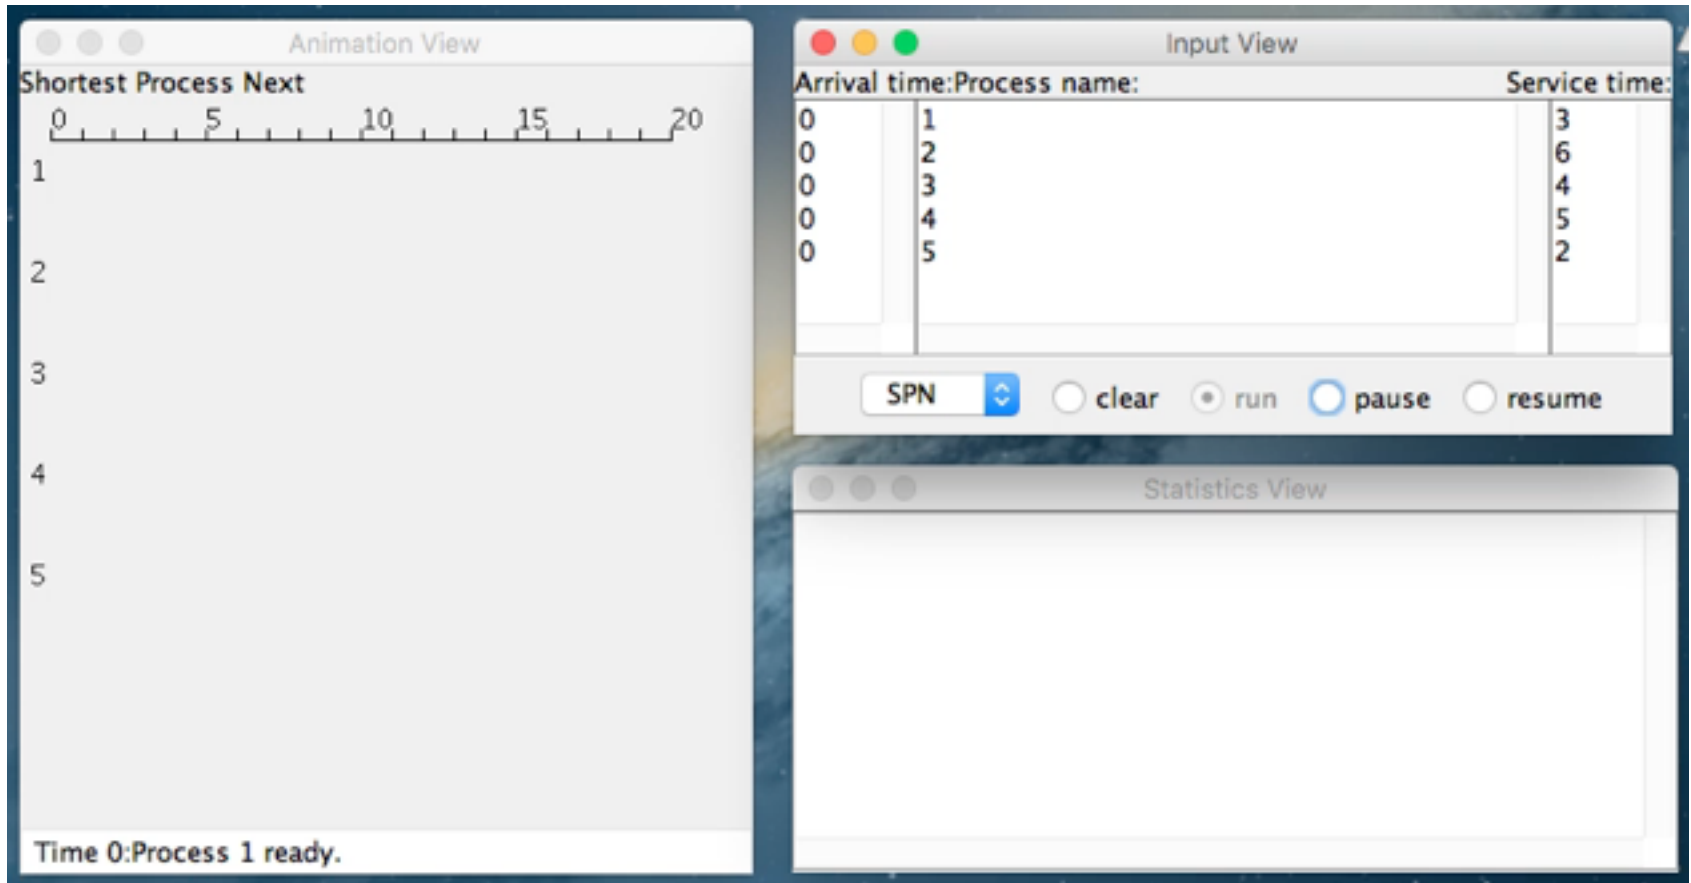 Animation View
Shortest Process Next
0 5 10 15 20
1
2
3
4
5
Time 0:Process 1 ready.
Input View
Arrival time:Process name: Service time:
0 1 3
0 2 6
0 3 4
0 4 5
0 5 2
SPN clear run pause resume
Statistics View